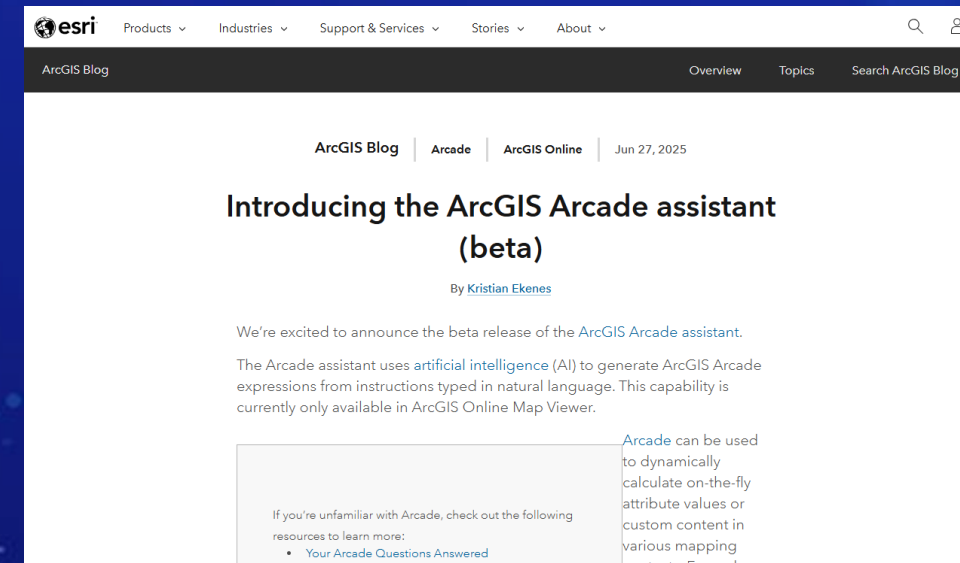 esri Products Industries Support & Services Stories About
ArcGIS Blog Overview Topics Search ArcGIS Blog
ArcGIS Blog Arcade ArcGIS Online Jun 27, 2025
Introducing the ArcGIS Arcade assistant
(beta)
By Kristian Ekenes
We're excited to announce the beta release of the ArcGIS Arcade assistant.
The Arcade assistant uses artificial intelligence (AI) to generate ArcGIS Arcade
expressions from instructions typed in natural language. This capability is
currently only available in ArcGIS Online Map Viewer.
Arcade can be used
to dynamically
calculate on-the-fly
attribute values or
custom content in
various mapping
If you're unfamiliar with Arcade, check out the following
resources to learn more:
• Your Arcade Questions Answered